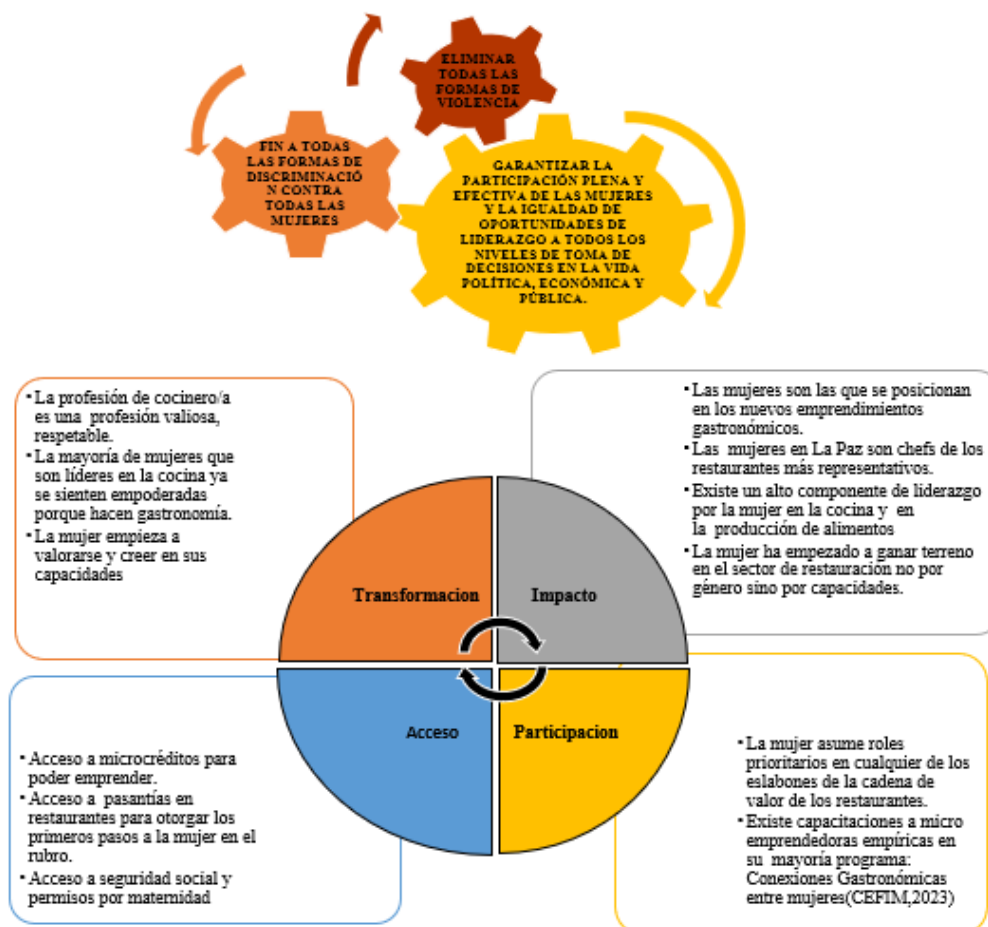 ELIMINAR
TODAS LAS
FORMAS DE
VIOLENCIA
FIN A TODAS
LAS FORMAS DE
DISCRIMINACIÓ
N CONTRA
TODAS LAS
MUJERES
GARANTIZAR LA
PARTICIPACIÓN PLENA Y
EFECTIVA DE LAS MUJERES
Y LA IGUALDAD DE
OPORTUNIDADES DE
LIDERAZGO A TODOS LOS
NIVELES DE TOMA DE
DECISIONES EN LA VIDA
POLÍTICA, ECONÓMICA Y
PÚBLICA.
• La profesión de cocinero/a
es una profesión valiosa,
respetable.
• La mayoría de mujeres que
son líderes en la cocina ya
se sienten empoderadas
porque hacen gastronomía.
• La mujer empieza a
valorarse y creer en sus
capacidades
• Las mujeres son las que se posicionan
en los nuevos emprendimientos
gastronómicos.
• Las mujeres en La Paz son chefs de los
restaurantes más representativos.
• Existe un alto componente de liderazgo
por la mujer en la cocina y en
la producción de alimentos
• La mujer ha empezado a ganar terreno
en el sector de restauración no por
género sino por capacidades.
Transformacion
Impacto
Acceso
Participacion
• Acceso a microcréditos para
poder emprender.
• Acceso a pasantías en
restaurantes para otorgar los
primeros pasos a la mujer en el
rubro.
• Acceso a seguridad social y
permisos por maternidad
• La mujer asume roles
prioritarios en cualquier de los
eslabones de la cadena de
valor de los restaurantes.
• Existe capacitaciones a micro
emprendedoras empíricas en
su mayoría programa:
Conexiones Gastronómicas
entre mujeres(CEFIM,2023)